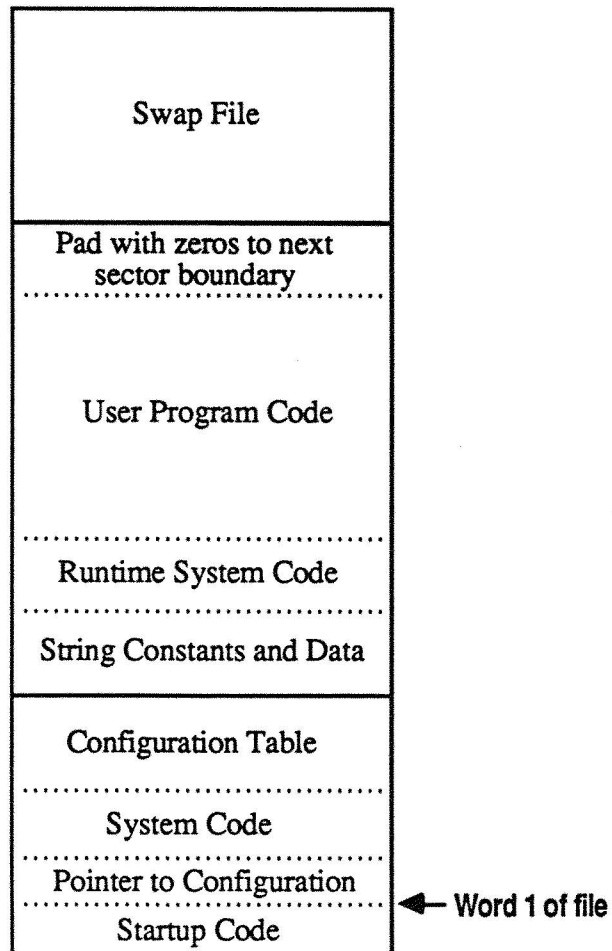 Swap File
Pad with zeros to next
sector boundary
User Program Code
Runtime System Code
String Constants and Data
Configuration Table
System Code
Pointer to Configuration
Word 1 of file
Startup Code